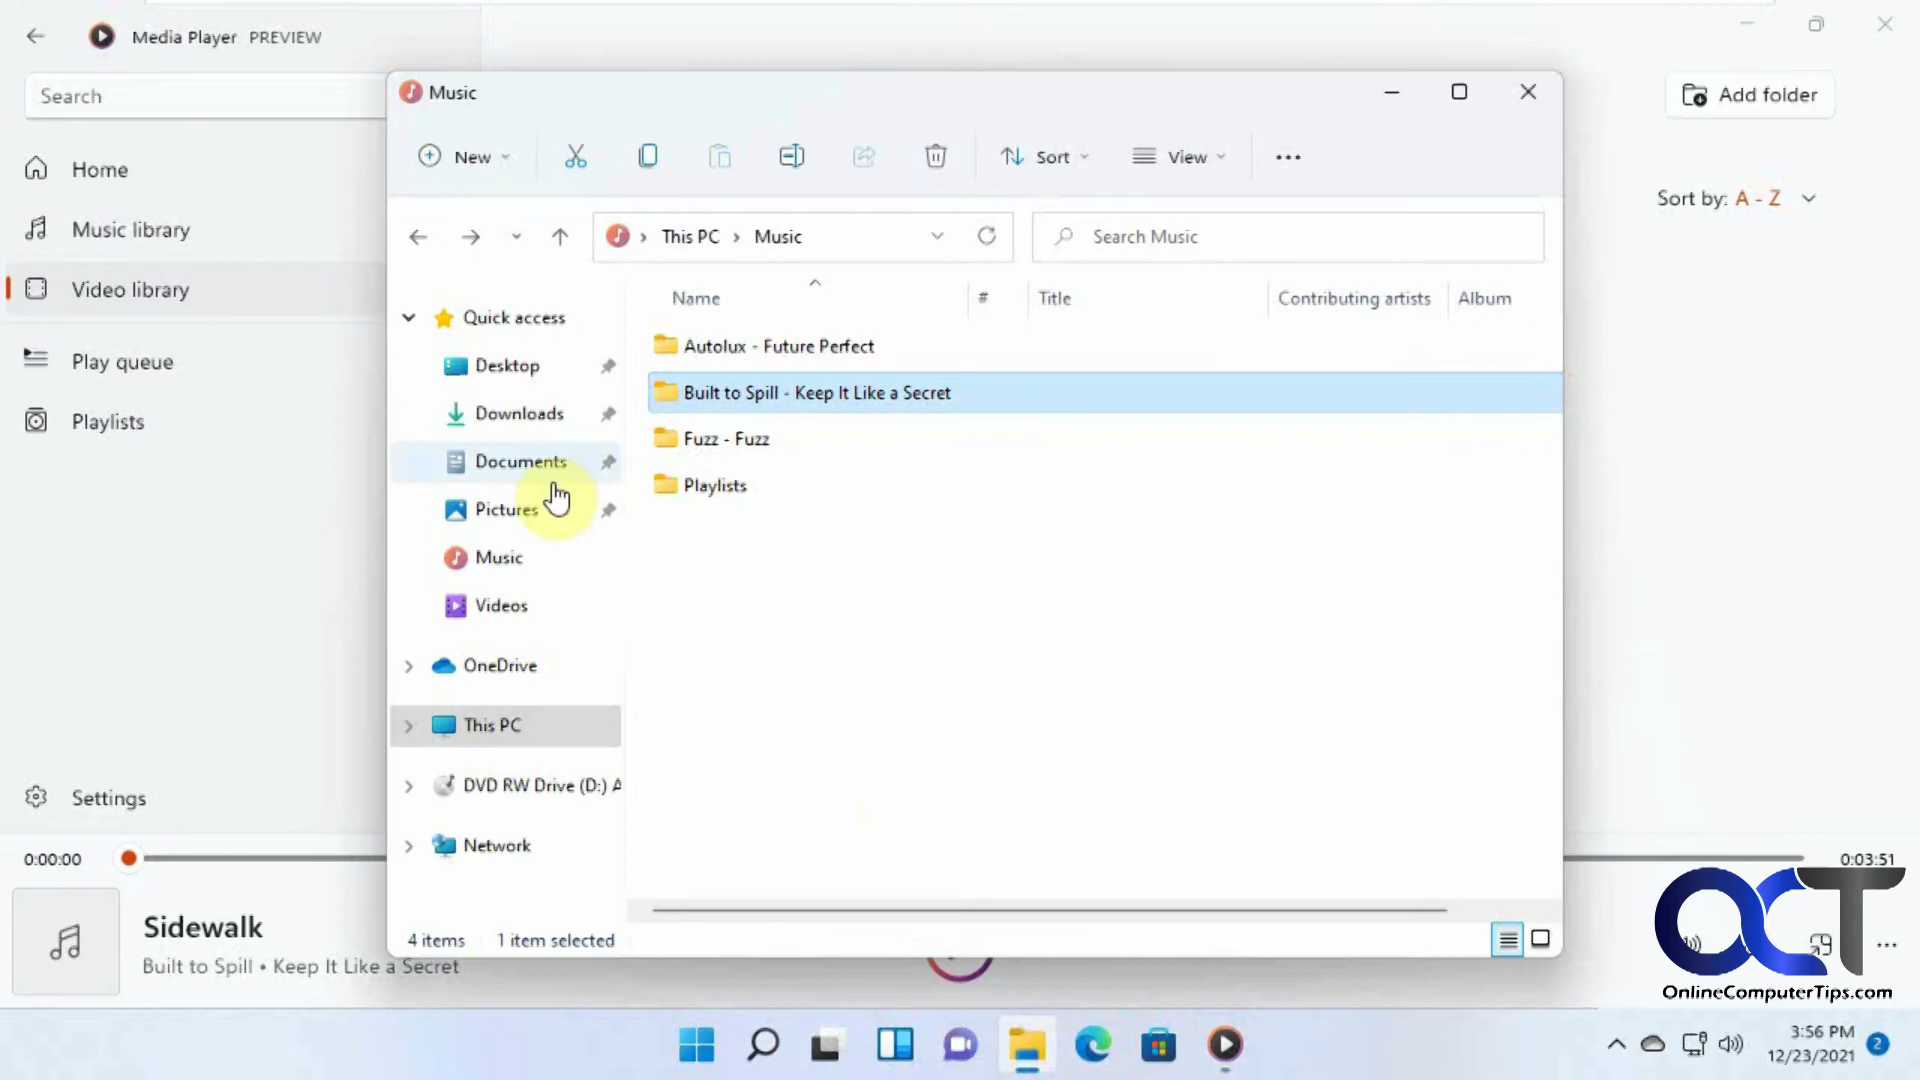 Media Player PREVIEW
Search
Home
Music library
Video library
Play queue
Playlists
Settings
Add folder
Sort by: A - Z
Music
New
Sort
View
This PC > Music
Search Music
Name
#
Title
Contributing artists
Album
Quick access
Desktop
Downloads
Documents
Pictures
Music
Videos
OneDrive
This PC
DVD RW Drive (D:) A
Network
Autolux - Future Perfect
Built to Spill - Keep It Like a Secret
Fuzz - Fuzz
Playlists
4 items
1 item selected
0:00:00
0:03:51
Sidewalk
Built to Spill • Keep It Like a Secret
OCT
OnlineComputerTips.com
3:56 PM
12/23/2021
2